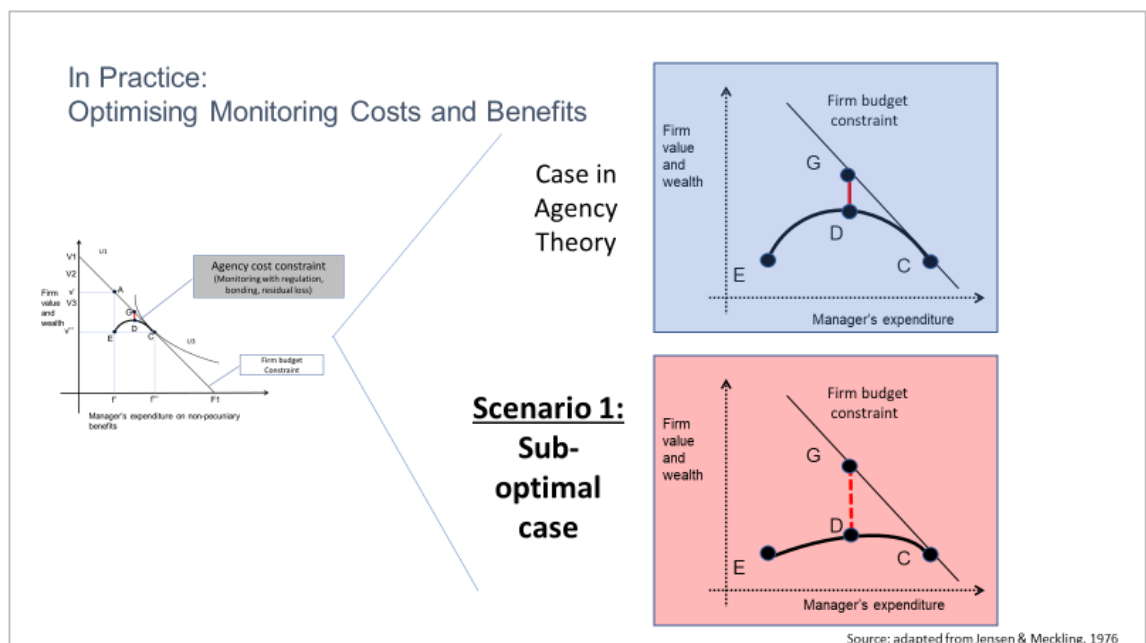 In Practice:
Optimising Monitoring Costs and Benefits
V1
U1
V2
v'
V3
Firm
value
and
wealth
v'''
A
G
D
E
C
U3
Agency cost constraint
(Monitoring with regulation,
bonding, residual loss)
Firm budget
Constraint
F1
Manager's expenditure on non-pecuniary
benefits
Case in
Agency
Theory
Firm
value
and
wealth
Firm budget
constraint
G
D
E
C
Manager's expenditure
Scenario 1:
Sub-
optimal
case
Firm
value
and
wealth
Firm budget
constraint
G
D
E
C
Manager's expenditure
Source: adapted from Jensen & Meckling, 1976